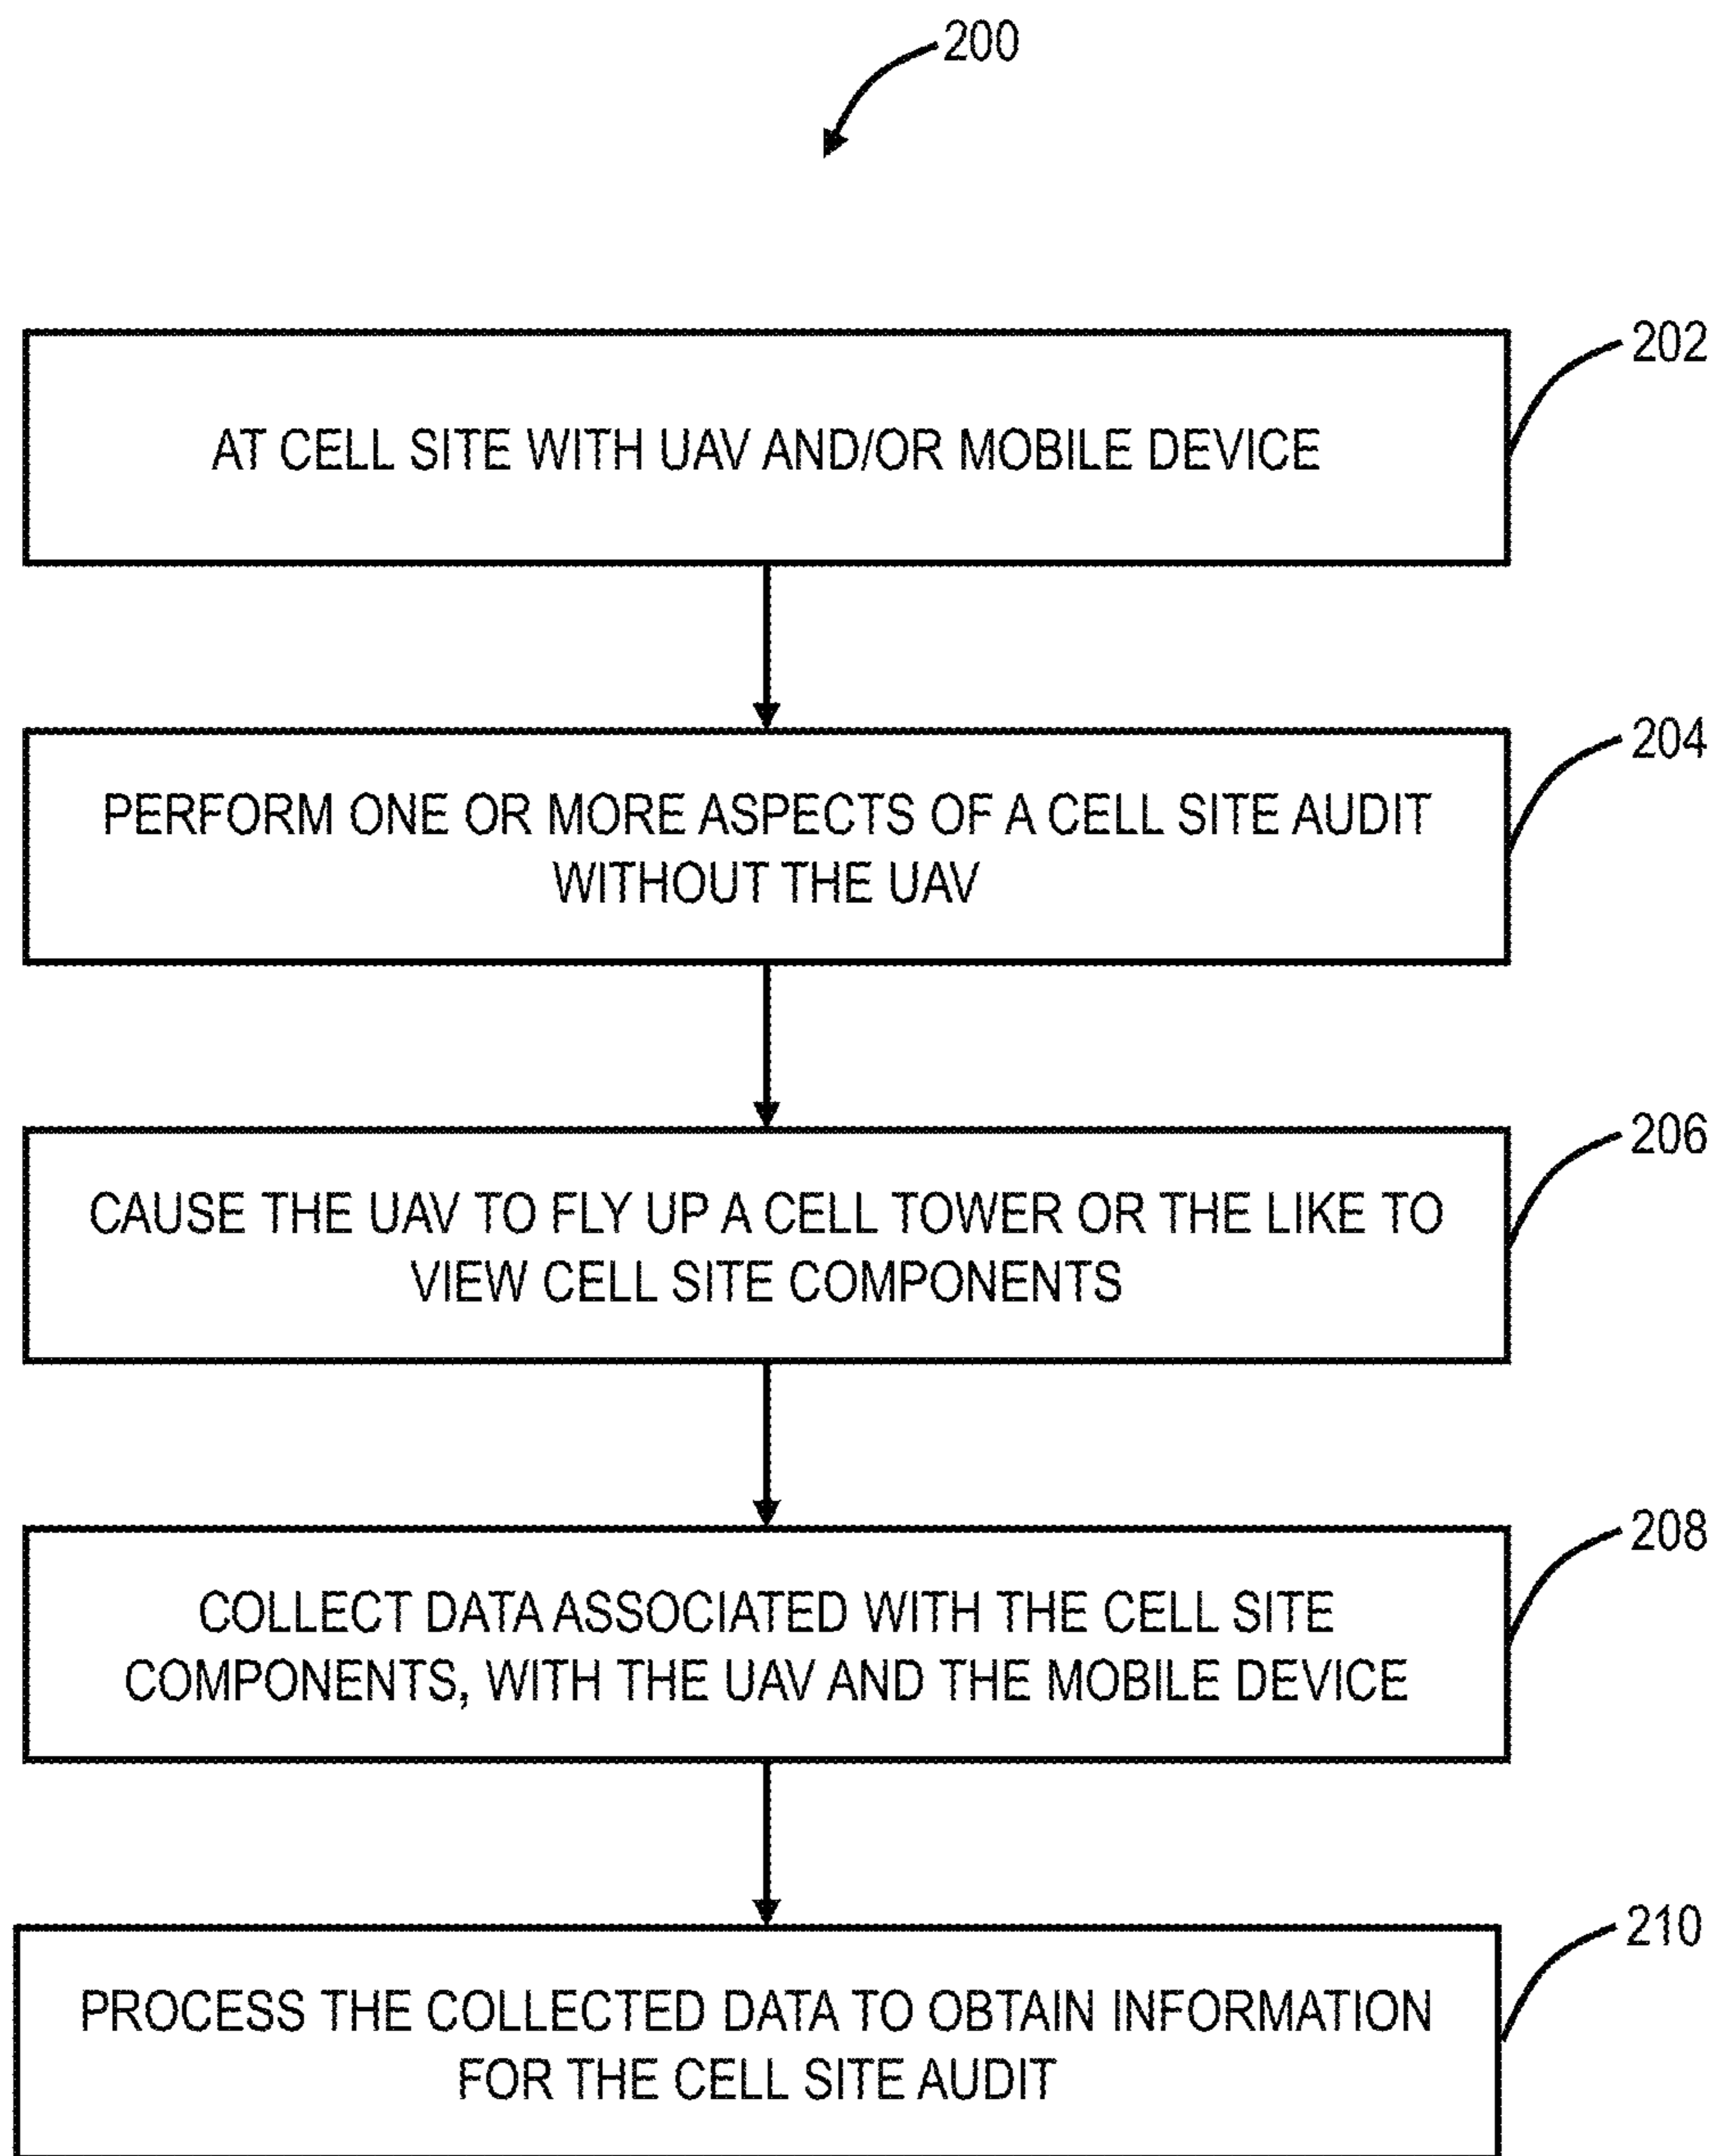 200
202
AT CELL SITE WITH UAV AND/OR MOBILE DEVICE
204
PERFORM ONE OR MORE ASPECTS OF A CELL SITE AUDIT
WITHOUT THE UAV
206
CAUSE THE UAV TO FLY UP A CELL TOWER OR THE LIKE TO
VIEW CELL SITE COMPONENTS
208
COLLECT DATA ASSOCIATED WITH THE CELL SITE
COMPONENTS, WITH THE UAV AND THE MOBILE DEVICE
210
PROCESS THE COLLECTED DATA TO OBTAIN INFORMATION
FOR THE CELL SITE AUDIT